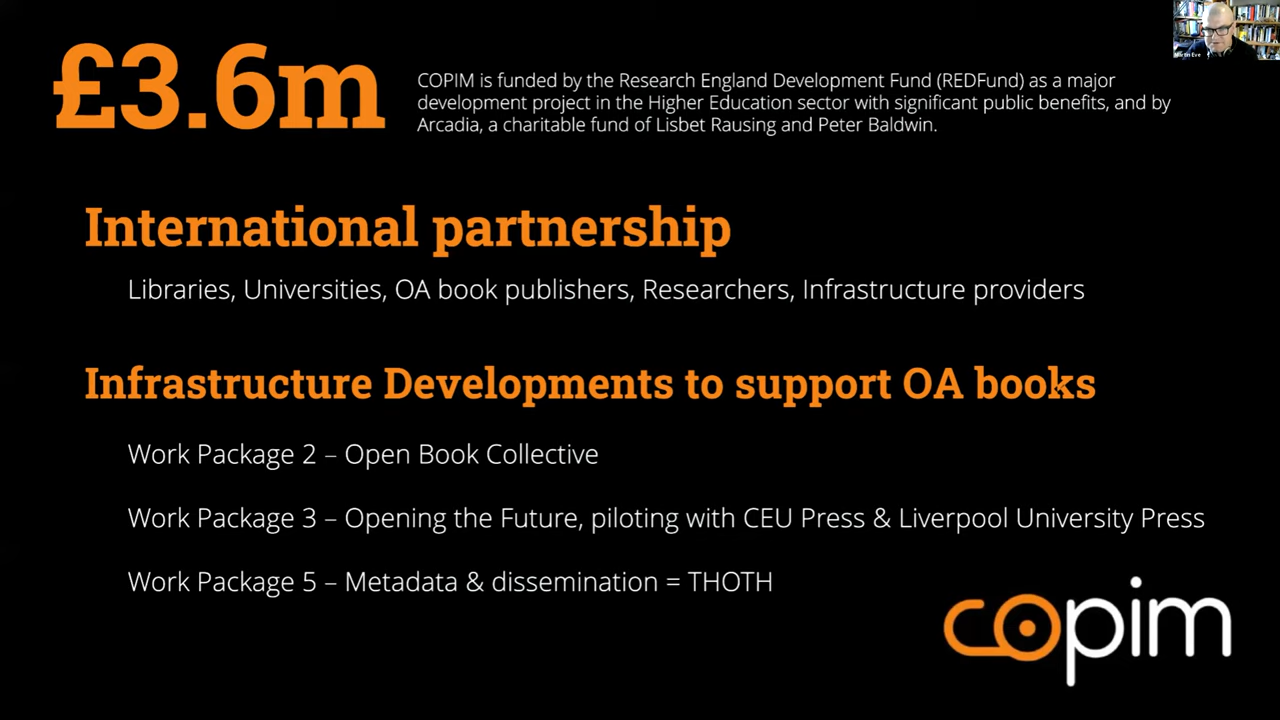 £3.6m
COPIM is funded by the Research England Development Fund (REDFund) as a major
development project in the Higher Education sector with significant public benefits, and by
Arcadia, a charitable fund of Lisbet Rausing and Peter Baldwin.
Martin Eve
International partnership
Libraries, Universities, OA book publishers, Researchers, Infrastructure providers
Infrastructure Developments to support OA books
Work Package 2 – Open Book Collective
Work Package 3 – Opening the Future, piloting with CEU Press & Liverpool University Press
Work Package 5 – Metadata & dissemination = THOTH
copim